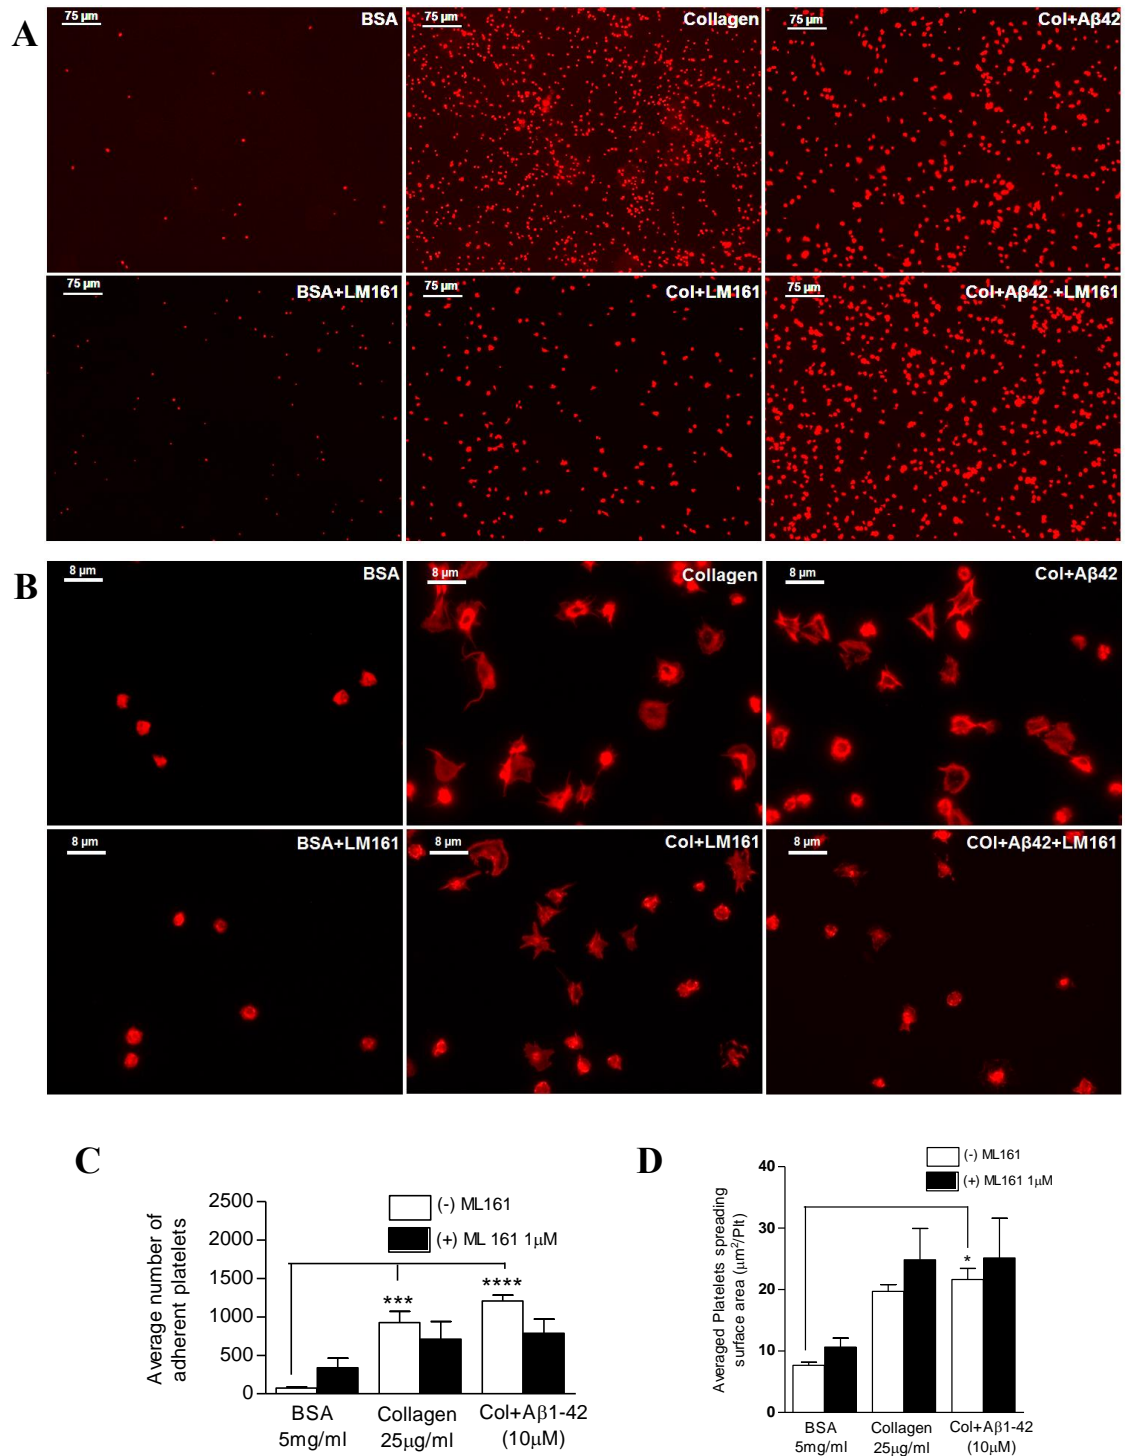 A
75 µm
BSA
75 µm
Collagen
75 µm
Col+Aβ42
75 µm
BSA+LM161
75 µm
Col+LM161
75 µm
Col+Aβ42 +LM161
B
8 µm
BSA
8 µm
Collagen
8 µm
Col+Aβ42
8 µm
BSA+LM161
8 µm
Col+LM161
8 µm
COl+Aβ42+LM161
C
Average number of
adherent platelets
2500
2000
1500
1000
500
0
(-) ML161
(+) ML 161 1µM
***
****
BSA
5mg/ml
Collagen
25µg/ml
Col+Aβ1-42
(10µM)
D
Averaged Platelets spreading
surface area (µm²/Plt)
40
30
20
10
0
(-) ML161
(+) ML161 1µM
*
BSA
5mg/ml
Collagen
25µg/ml
Col+Aβ1-42
(10µM)